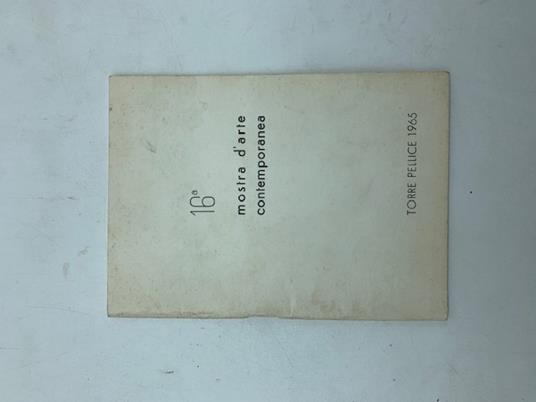 16ª
mostra d'arte
contemporanea
TORRE PELLICE 1965